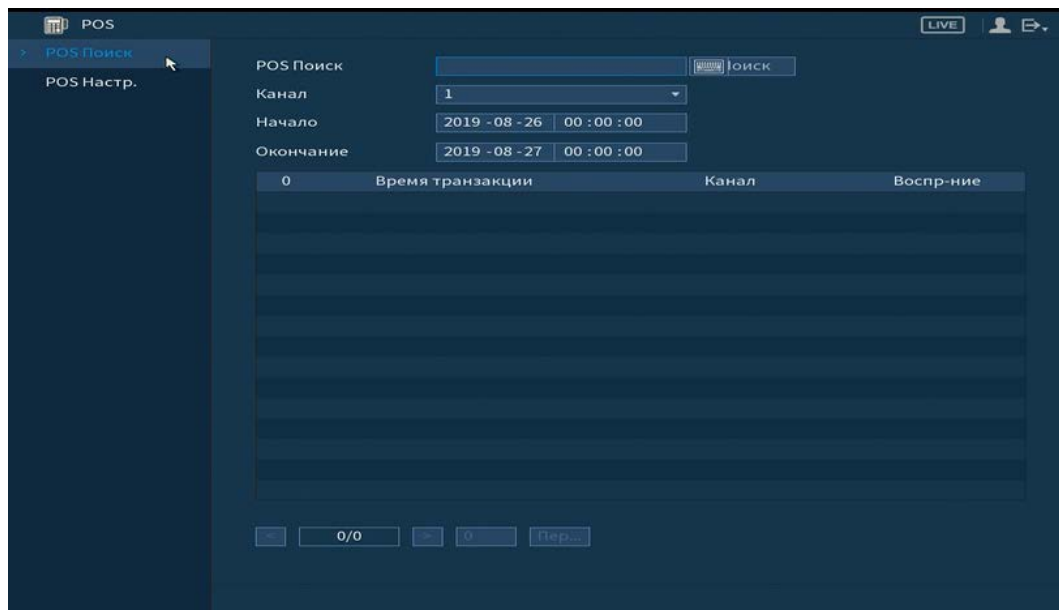 POS
LIVE
POS Поиск
POS Настр.
POS Поиск
оиск
Канал
1
Начало
2019 - 08 - 26 00 : 00 : 00
Окончание
2019 - 08 - 27 00 : 00 : 00
0 Время транзакции Канал Воспр-ние
< 0/0 > 0 Пер...